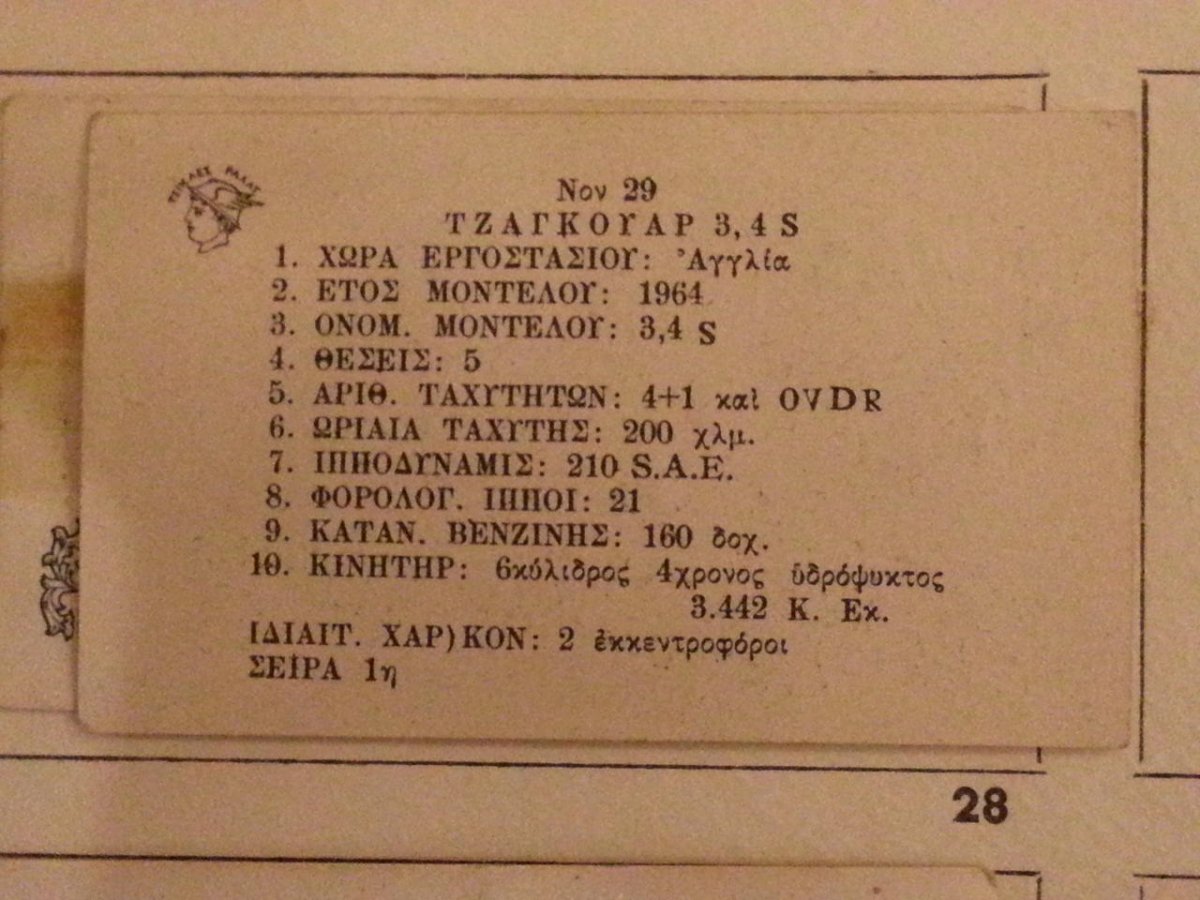 Νον 29
ΤΖΑΓΚΟΥΑΡ 3,4 S
1. ΧΩΡΑ ΕΡΓΟΣΤΑΣΙΟΥ: Ἀγγλία
2. ΕΤΟΣ ΜΟΝΤΕΛΟΥ: 1964
3. ΟΝΟΜ. ΜΟΝΤΕΛΟΥ: 3,4 S
4. ΘΕΣΕΙΣ: 5
5. ΑΡΙΘ. ΤΑΧΥΤΗΤΩΝ: 4+1 καὶ OVDR
6. ΩΡΙΑΙΑ ΤΑΧΥΤΗΣ: 200 χλμ.
7. ΙΠΠΟΔΥΝΑΜΙΣ: 210 S.A.E.
8. ΦΟΡΟΛΟΓ. ΙΠΠΟΙ: 21
9. ΚΑΤΑΝ. ΒΕΝΖΙΝΗΣ: 160 δοχ.
10. ΚΙΝΗΤΗΡ: 6κύλιδρος 4χρονος ὑδρόψυκτος
3.442 Κ. Εκ.
ΙΔΙΑΙΤ. ΧΑΡ)ΚΟΝ: 2 ἐκκεντροφόροι
ΣΕΙΡΑ 1η
28